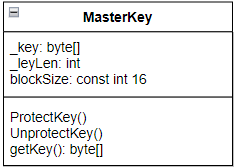 MasterKey
_key: byte[]
_leyLen: int
blockSize: const int 16
ProtectKey()
UnprotectKey()
getKey(): byte[]